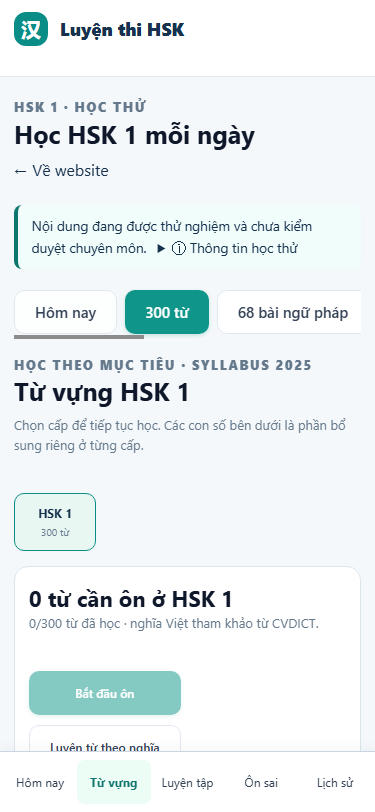 汉 Luyện thi HSK
HSK 1 · HỌC THỬ
Học HSK 1 mỗi ngày
← Về website
Nội dung đang được thử nghiệm và chưa kiểm
duyệt chuyên môn. ▶ ⓘ Thông tin học thử
Hôm nay 300 từ 68 bài ngữ pháp
HỌC THEO MỤC TIÊU · SYLLABUS 2025
Từ vựng HSK 1
Chọn cấp để tiếp tục học. Các con số bên dưới là phần bổ
sung riêng ở từng cấp.
HSK 1
300 từ
0 từ cần ôn ở HSK 1
0/300 từ đã học · nghĩa Việt tham khảo từ CVDICT.
Bắt đầu ôn
Luyện từ theo nghĩa
Hôm nay Từ vựng Luyện tập Ôn sai Lịch sử